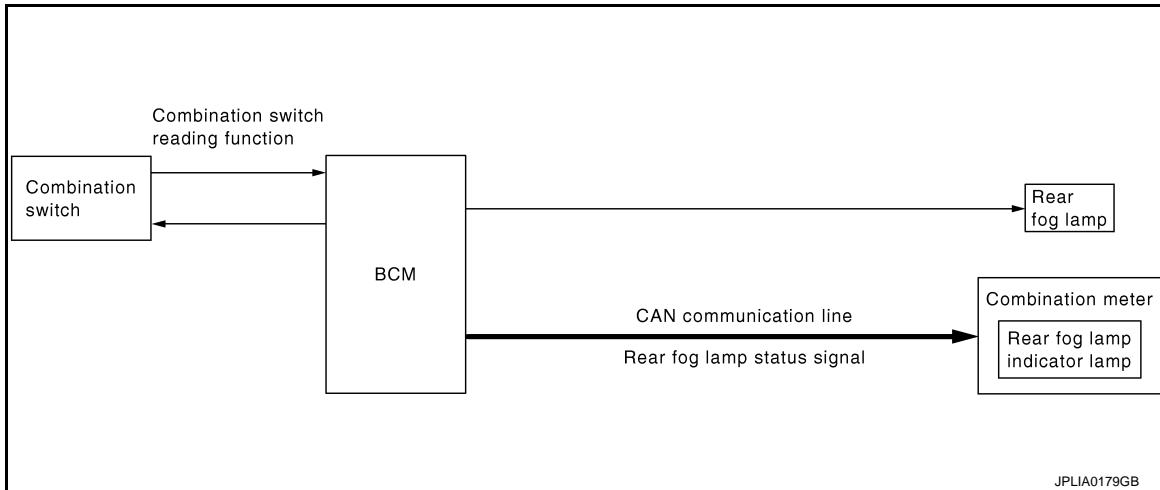 Combination switch
reading function
Combination
switch
BCM
Rear
fog lamp
CAN communication line
Rear fog lamp status signal
Combination meter
Rear fog lamp
indicator lamp
JPLIA0179GB